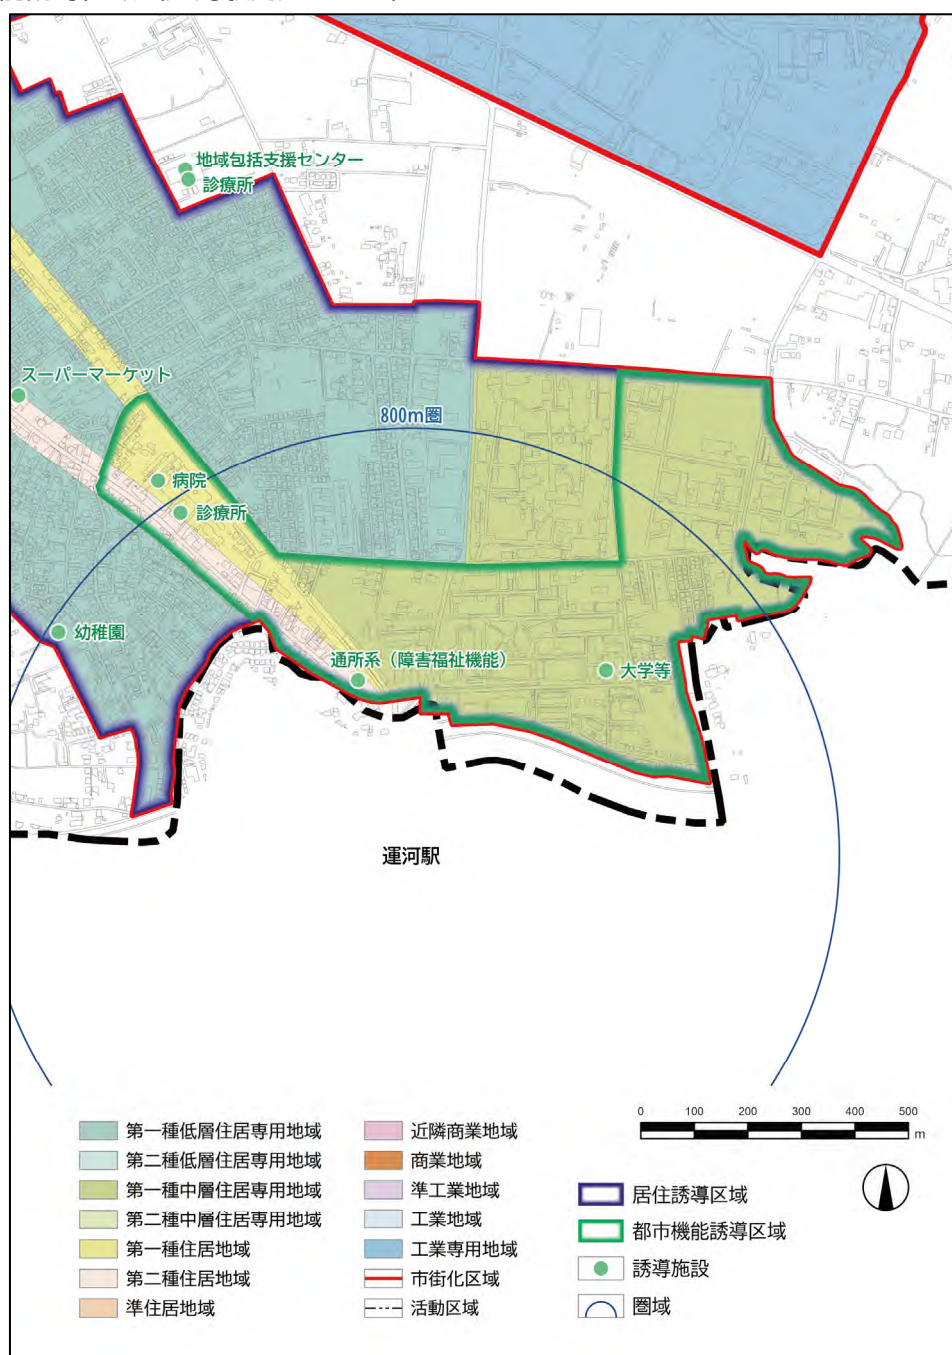 地域包括支援センター
診療所
スーパーマーケット
800m圏
病院
診療所
幼稚園
通所系（障害福祉機能）
大学等
運河駅
0 100 200 300 400 500
m
第一種低層住居専用地域
第二種低層住居専用地域
第一種中層住居専用地域
第二種中層住居専用地域
第一種住居地域
第二種住居地域
準住居地域
近隣商業地域
商業地域
準工業地域
工業地域
工業専用地域
市街化区域
活動区域
居住誘導区域
都市機能誘導区域
誘導施設
圏域